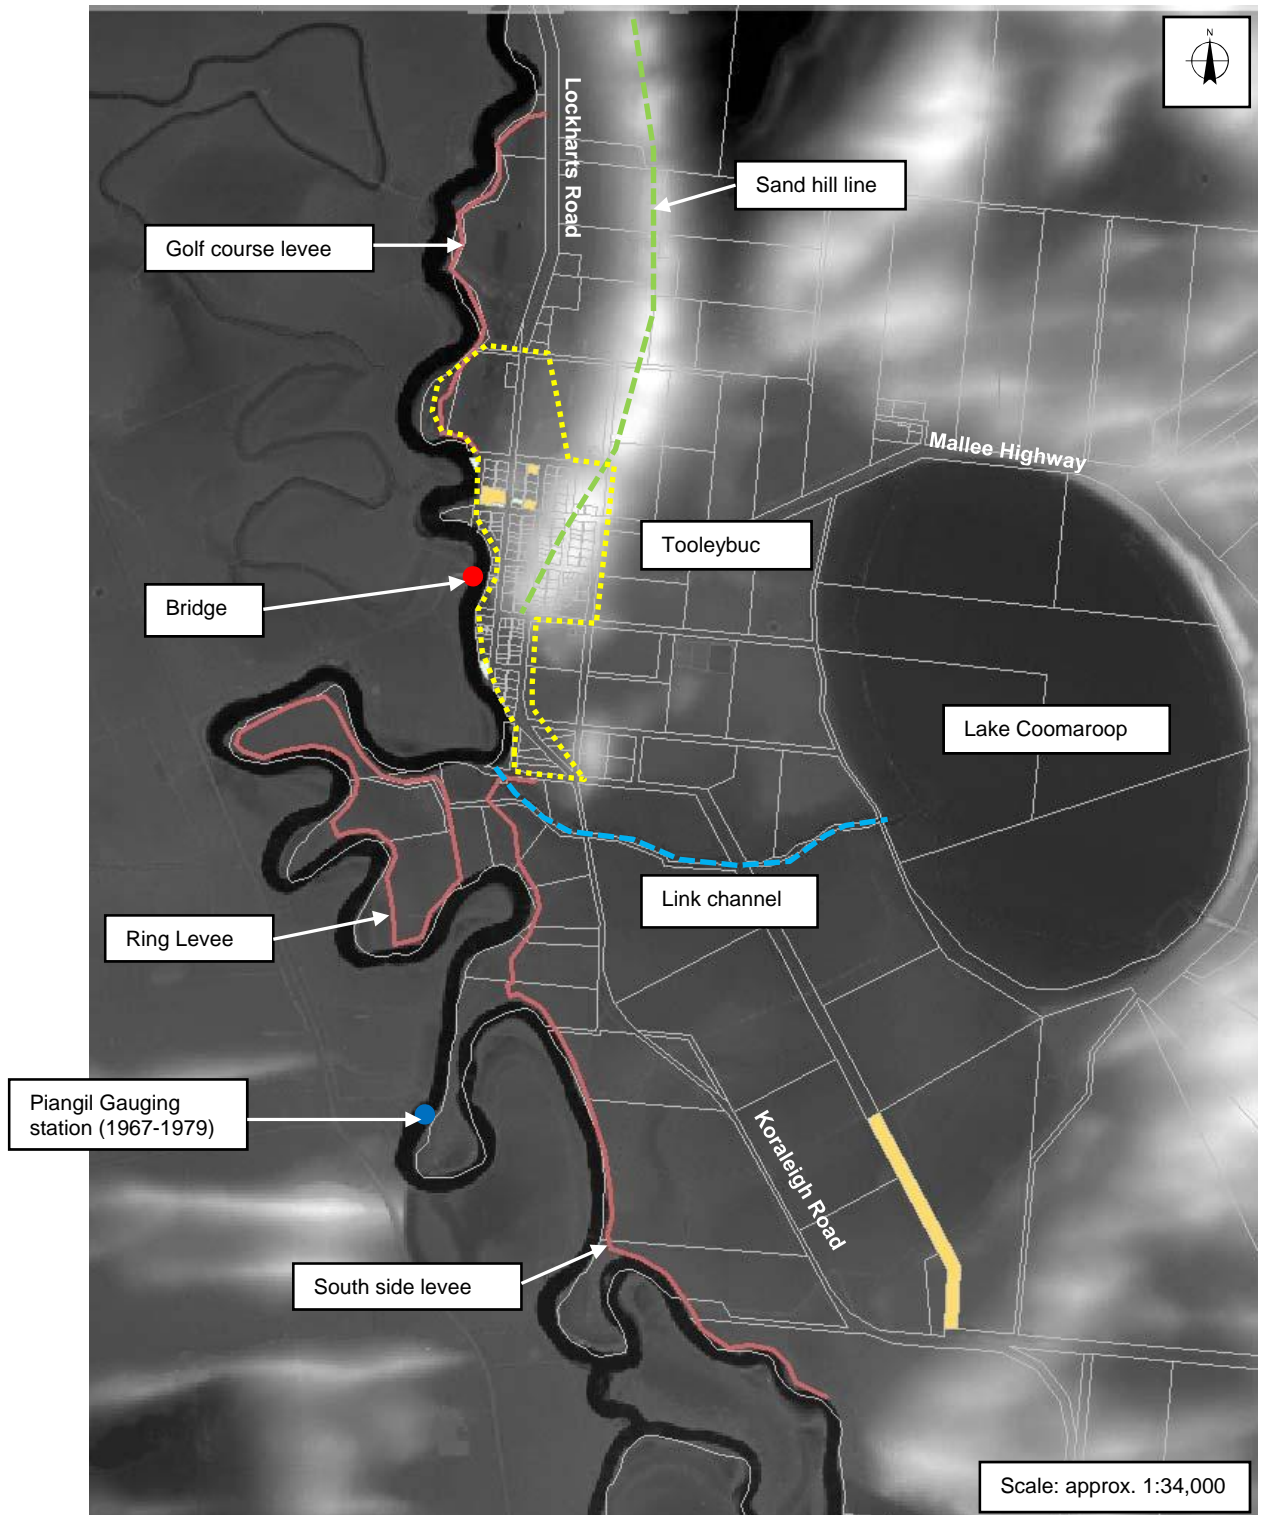 N
Lockharts Road
Sand hill line
Golf course levee
Mallee Highway
Tooleybuc
Bridge
Lake Coomaroop
Link channel
Ring Levee
Piangil Gauging
station (1967-1979)
Koraleigh Road
South side levee
Scale: approx. 1:34,000